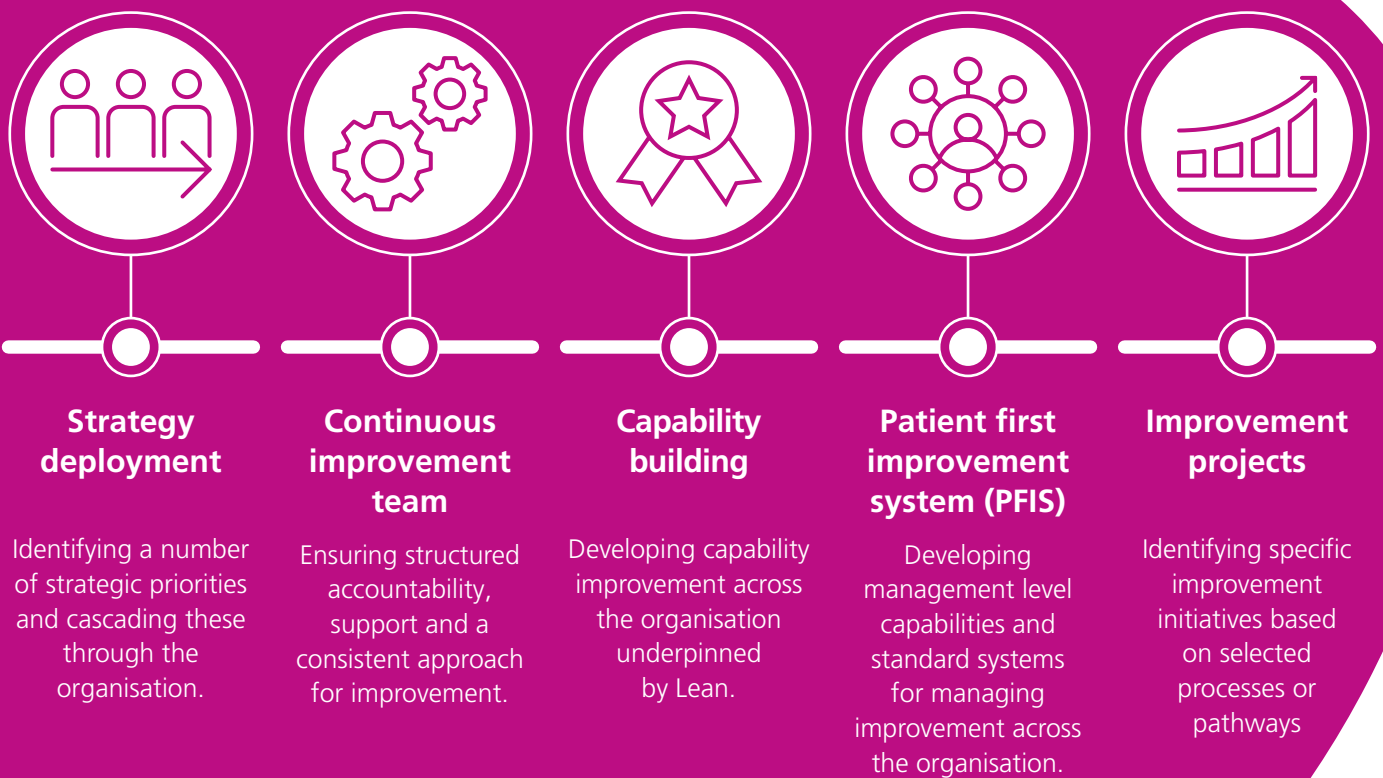 Strategy
deployment
Identifying a number
of strategic priorities
and cascading these
through the
organisation.
Continuous
improvement
team
Ensuring structured
accountability,
support and a
consistent approach
for improvement.
Capability
building
Developing capability
improvement across
the organisation
underpinned
by Lean.
Patient first
improvement
system (PFIS)
Developing
management level
capabilities and
standard systems
for managing
improvement across
the organisation.
Improvement
projects
Identifying specific
improvement
initiatives based
on selected
processes or
pathways